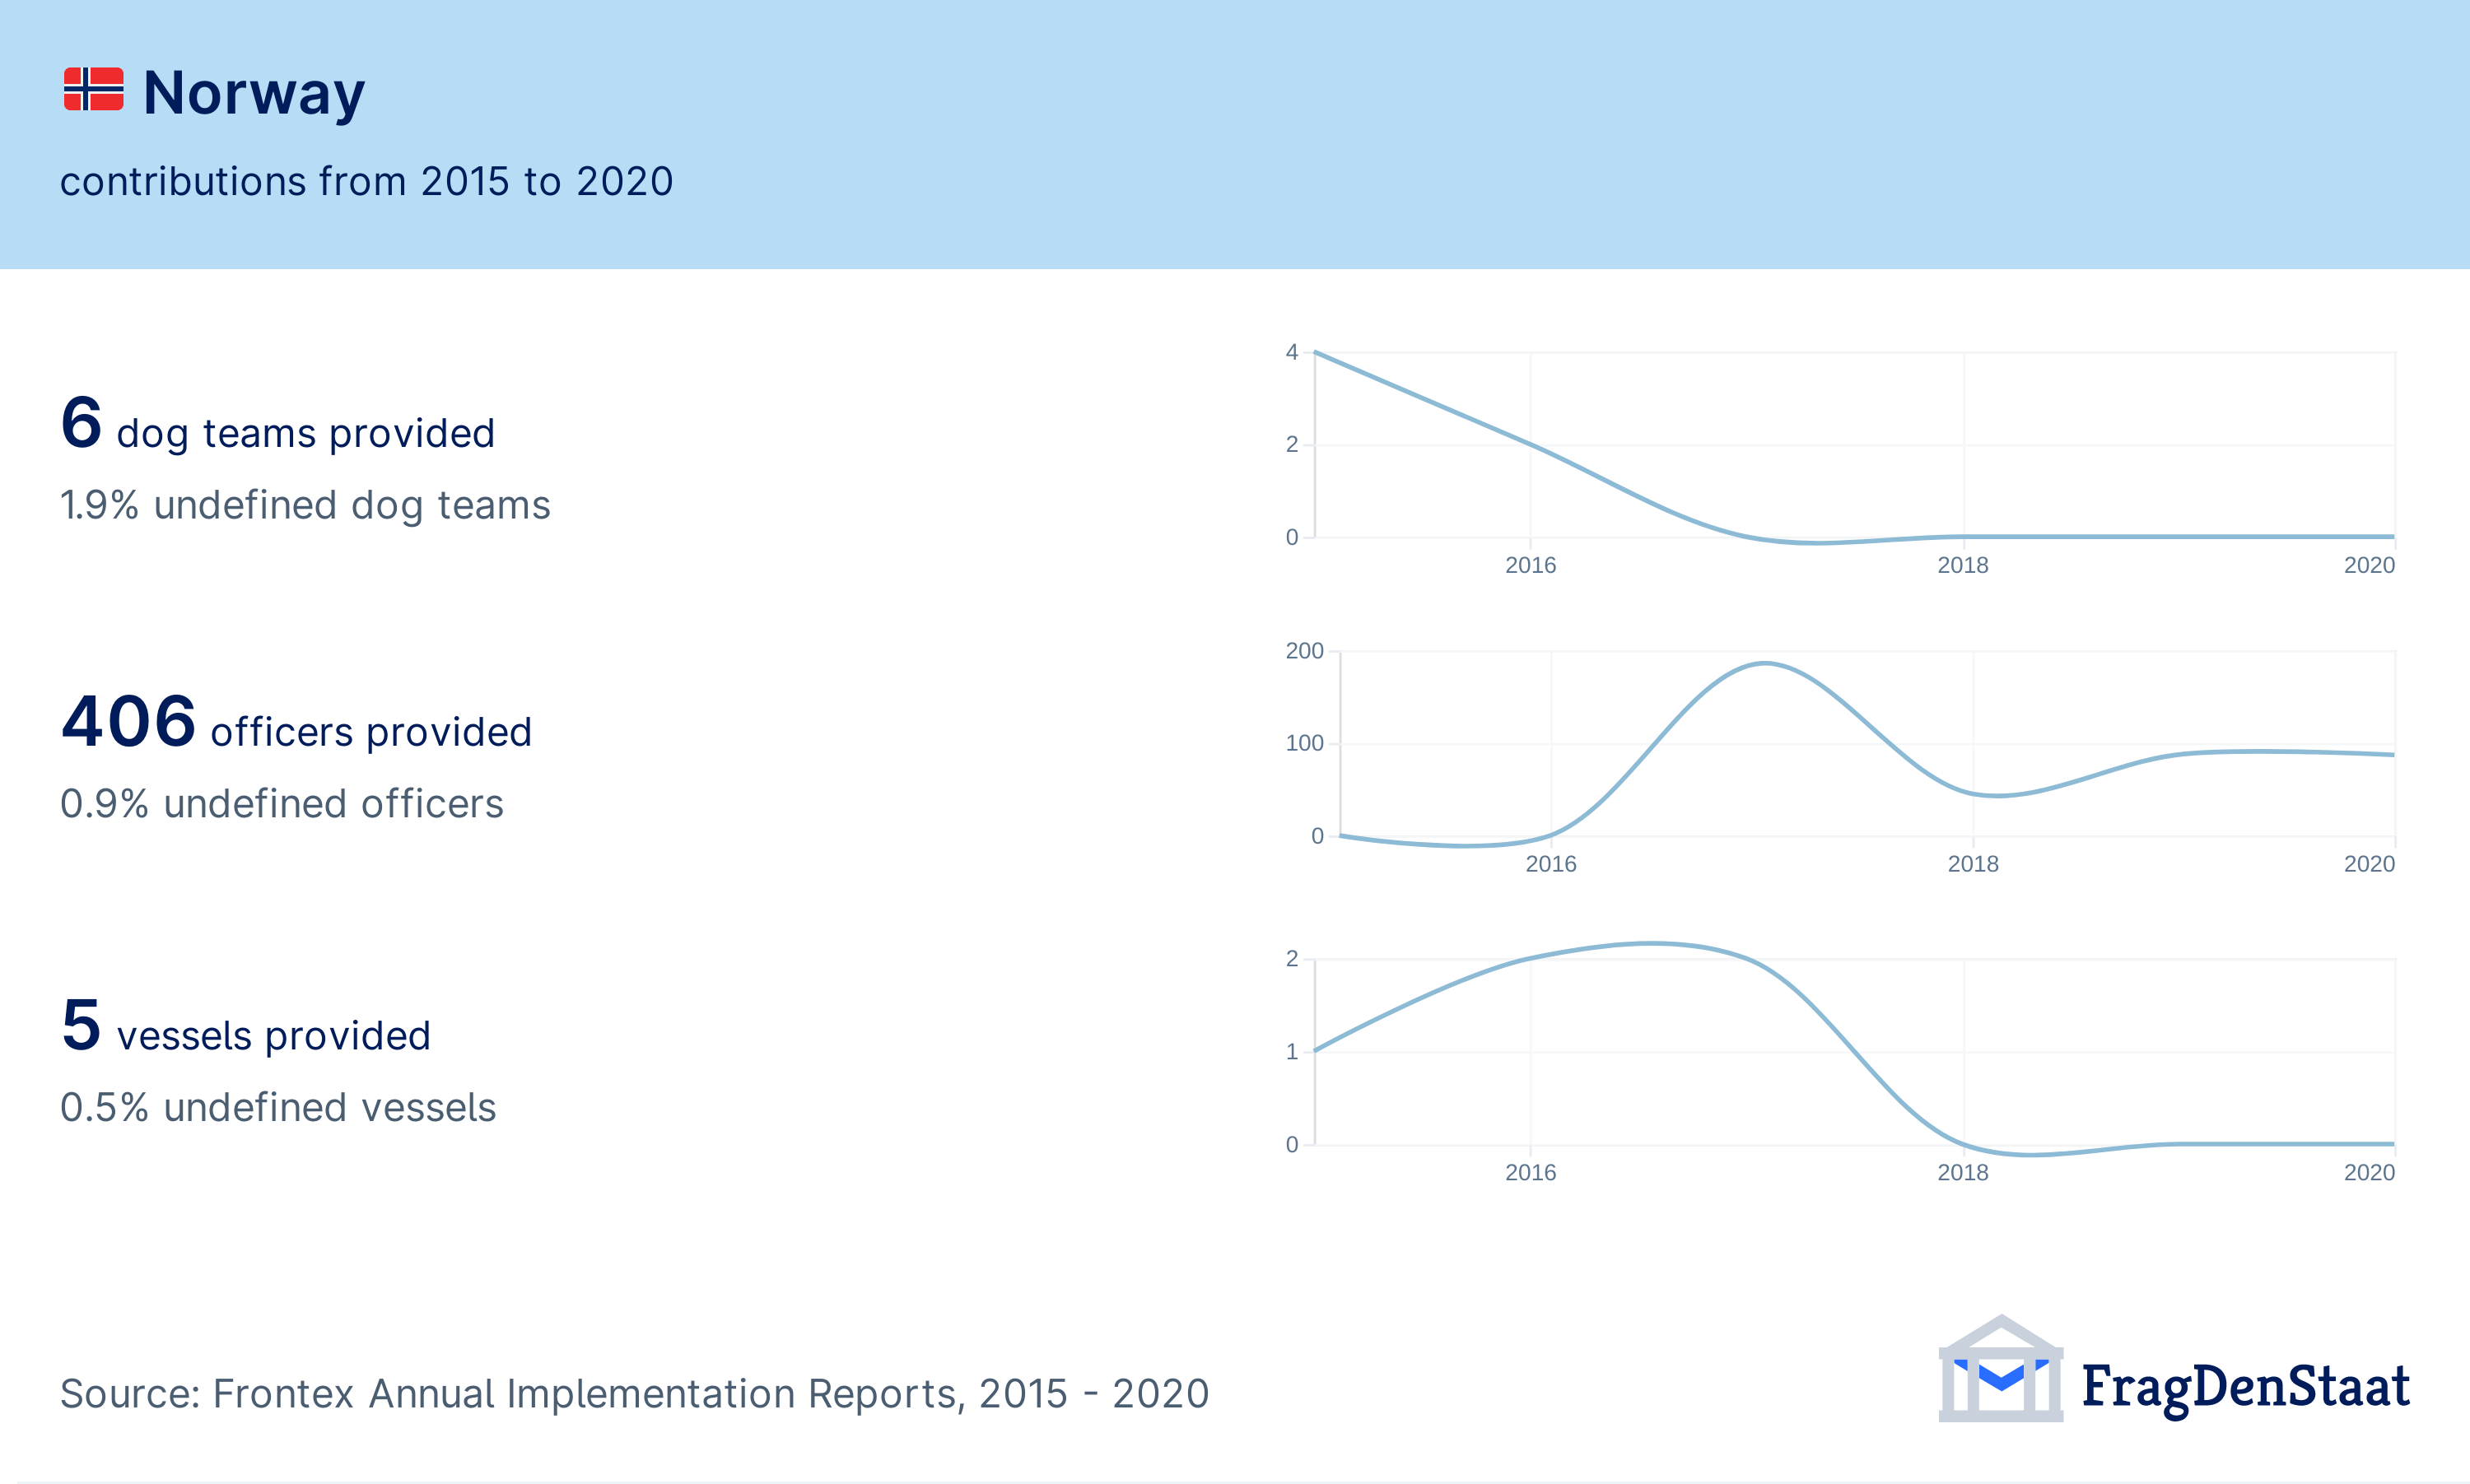 Norway
contributions from 2015 to 2020
6 dog teams provided
1.9% undefined dog teams
4
2
0
2016 2018 2020
406 officers provided
0.9% undefined officers
200
100
0
2016 2018 2020
5 vessels provided
0.5% undefined vessels
2
1
0
2016 2018 2020
Source: Frontex Annual Implementation Reports, 2015 - 2020
FragDenStaat